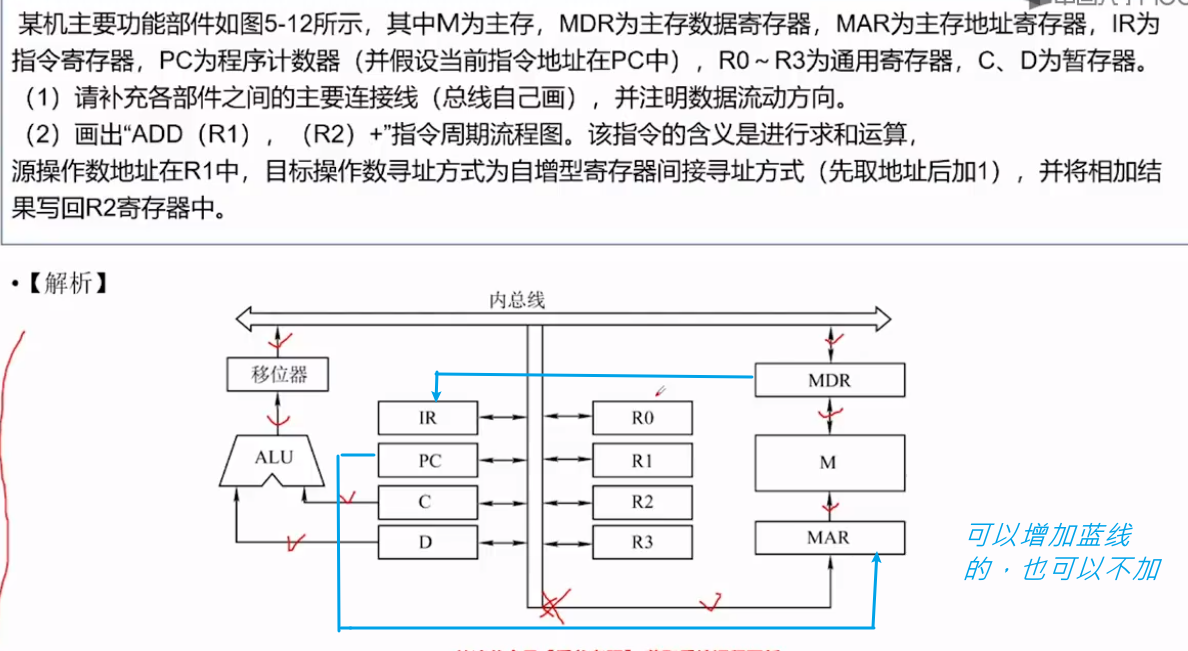 某机主要功能部件如图5-12所示，其中M为主存，MDR为主存数据寄存器，MAR为主存地址寄存器，IR为
指令寄存器，PC为程序计数器（并假设当前指令地址在PC中），R0～R3为通用寄存器，C、D为暂存器。
（1）请补充各部件之间的主要连接线（总线自己画），并注明数据流动方向。
（2）画出“ADD（R1），（R2）+”指令周期流程图。该指令的含义是进行求和运算，
源操作数地址在R1中，目标操作数寻址方式为自增型寄存器间接寻址方式（先取地址后加1），并将相加结
果写回R2寄存器中。
•【解析】
内总线
移位器
MDR
IR
R0
ALU
PC
R1
M
C
R2
D
R3
MAR
可以增加蓝线
的，也可以不加